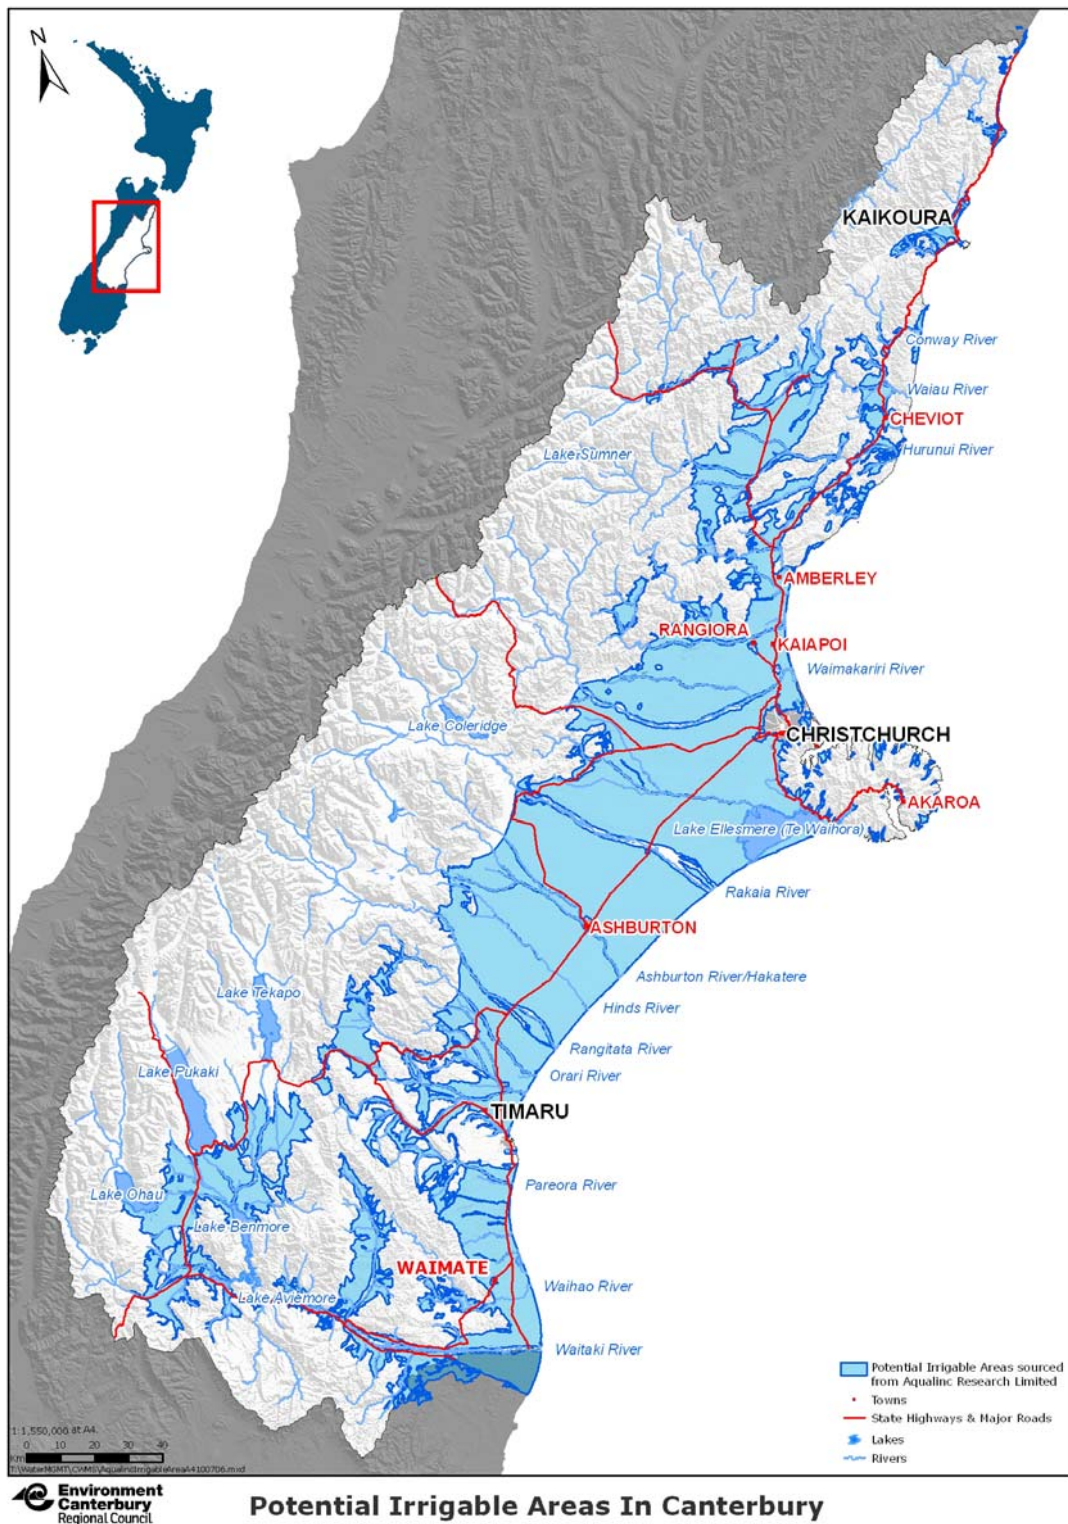 N
KAIKOURA
Conway River
Waiau River
CHEVIOT
Hurunui River
Lake Sumner
AMBERLEY
RANGIORA
KAIAPOI
Waimakariri River
Lake Coleridge
CHRISTCHURCH
AKAROA
Lake Ellesmere (Te Waihora)
Rakaia River
ASHBURTON
Ashburton River/Hakatere
Lake Tekapo
Hinds River
Rangitata River
Lake Pukaki
Orari River
TIMARU
Pareora River
Lake Ohau
Lake Benmore
WAIMATE
Waihao River
Lake Aviemore
Waitaki River
Potential Irrigable Areas sourced
from Aqualinc Research Limited
Towns
State Highways & Major Roads
Lakes
Rivers
1:1,550,000 at A4.
0 10 20 30 40
Km
Environment
Canterbury
Regional Council
Potential Irrigable Areas In Canterbury